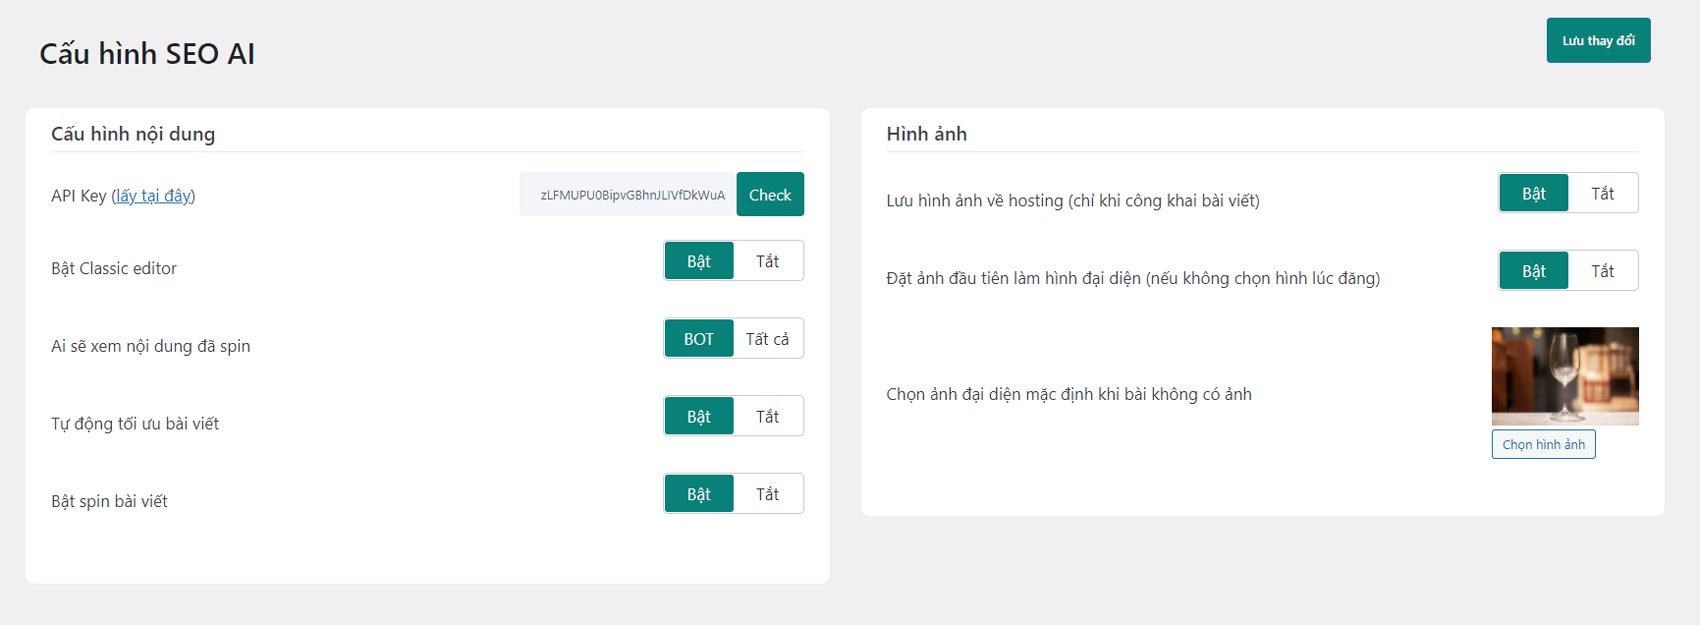 Cấu hình SEO AI
Lưu thay đổi
Cấu hình nội dung
API Key (lấy tại đây)
zLFMUPU0BipvGBhnJLIVfDkWuA
Check
Bật Classic editor
Bật
Tắt
Ai sẽ xem nội dung đã spin
BOT
Tất cả
Tự động tối ưu bài viết
Bật
Tắt
Bật spin bài viết
Bật
Tắt
Hình ảnh
Lưu hình ảnh về hosting (chỉ khi công khai bài viết)
Bật
Tắt
Đặt ảnh đầu tiên làm hình đại diện (nếu không chọn hình lúc đăng)
Bật
Tắt
Chọn ảnh đại diện mặc định khi bài không có ảnh
Chọn hình ảnh